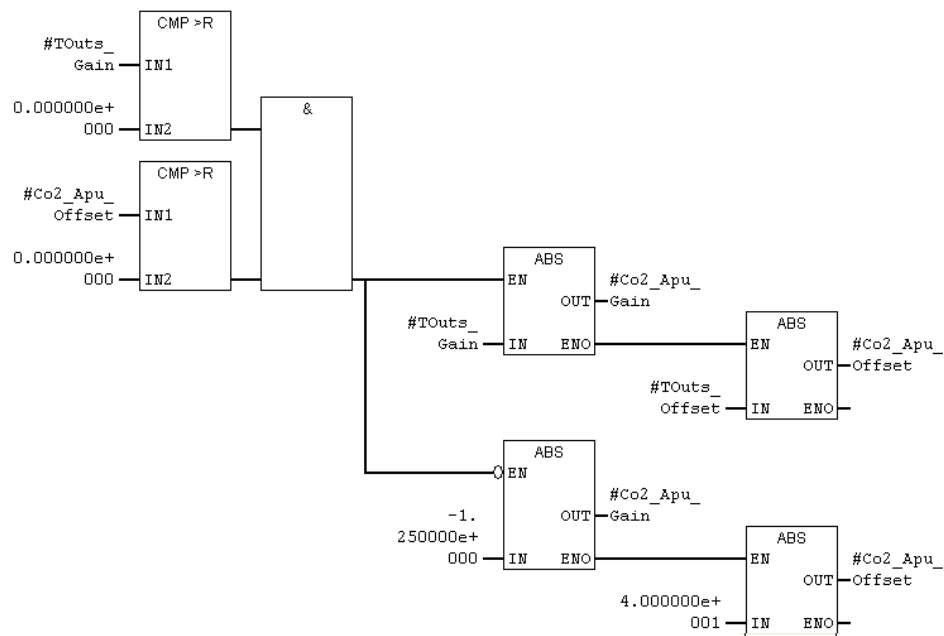 CMP >R
#TOuts_
Gain
IN1
0.000000e+
000
IN2
&
CMP >R
#Co2_Apu_
Offset
IN1
0.000000e+
000
IN2
ABS
EN
#Co2_Apu_
OUT
Gain
#TOuts_
Gain
IN
ENO
ABS
EN
#Co2_Apu_
OUT
Offset
#TOuts_
Offset
IN
ENO
ABS
EN
#Co2_Apu_
-1.
OUT
Gain
250000e+
000
IN
ENO
ABS
EN
#Co2_Apu_
OUT
Offset
4.000000e+
001
IN
ENO